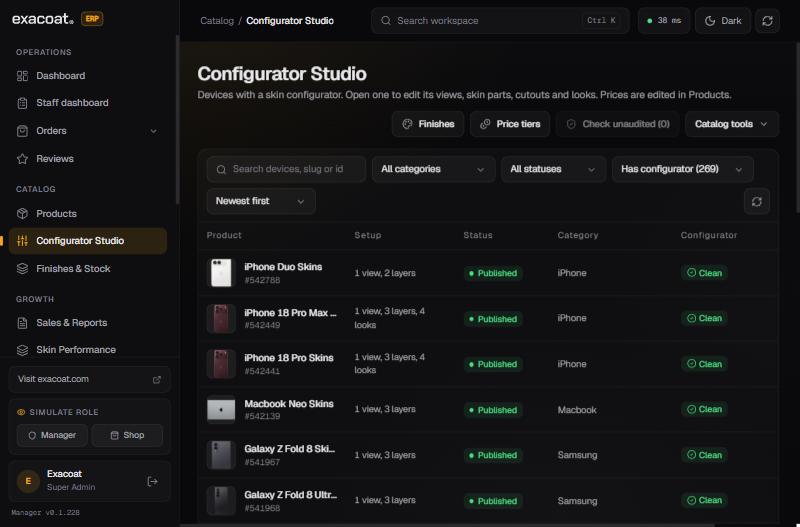 exacoat® ERP
Catalog / Configurator Studio
Search workspace
Ctrl K
38 ms
Dark
OPERATIONS
Dashboard
Staff dashboard
Orders
Reviews
CATALOG
Products
Configurator Studio
Finishes & Stock
GROWTH
Sales & Reports
Skin Performance
Visit exacoat.com
SIMULATE ROLE
Manager
Shop
E
Exacoat
Super Admin
Manager v0.1.228
Configurator Studio
Devices with a skin configurator. Open one to edit its views, skin parts, cutouts and looks. Prices are edited in Products.
Finishes
Price tiers
Check unaudited (0)
Catalog tools
Search devices, slug or id
All categories
All statuses
Has configurator (269)
Newest first
Product Setup Status Category Configurator
iPhone Duo Skins
#542788
1 view, 2 layers
Published
iPhone
Clean
iPhone 18 Pro Max ...
#542449
1 view, 3 layers, 4
looks
Published
iPhone
Clean
iPhone 18 Pro Skins
#542441
1 view, 3 layers, 4
looks
Published
iPhone
Clean
Macbook Neo Skins
#542139
1 view, 3 layers
Published
Macbook
Clean
Galaxy Z Fold 8 Ski...
#541967
1 view, 3 layers
Published
Samsung
Clean
Galaxy Z Fold 8 Ultr...
#541968
1 view, 3 layers
Published
Samsung
Clean